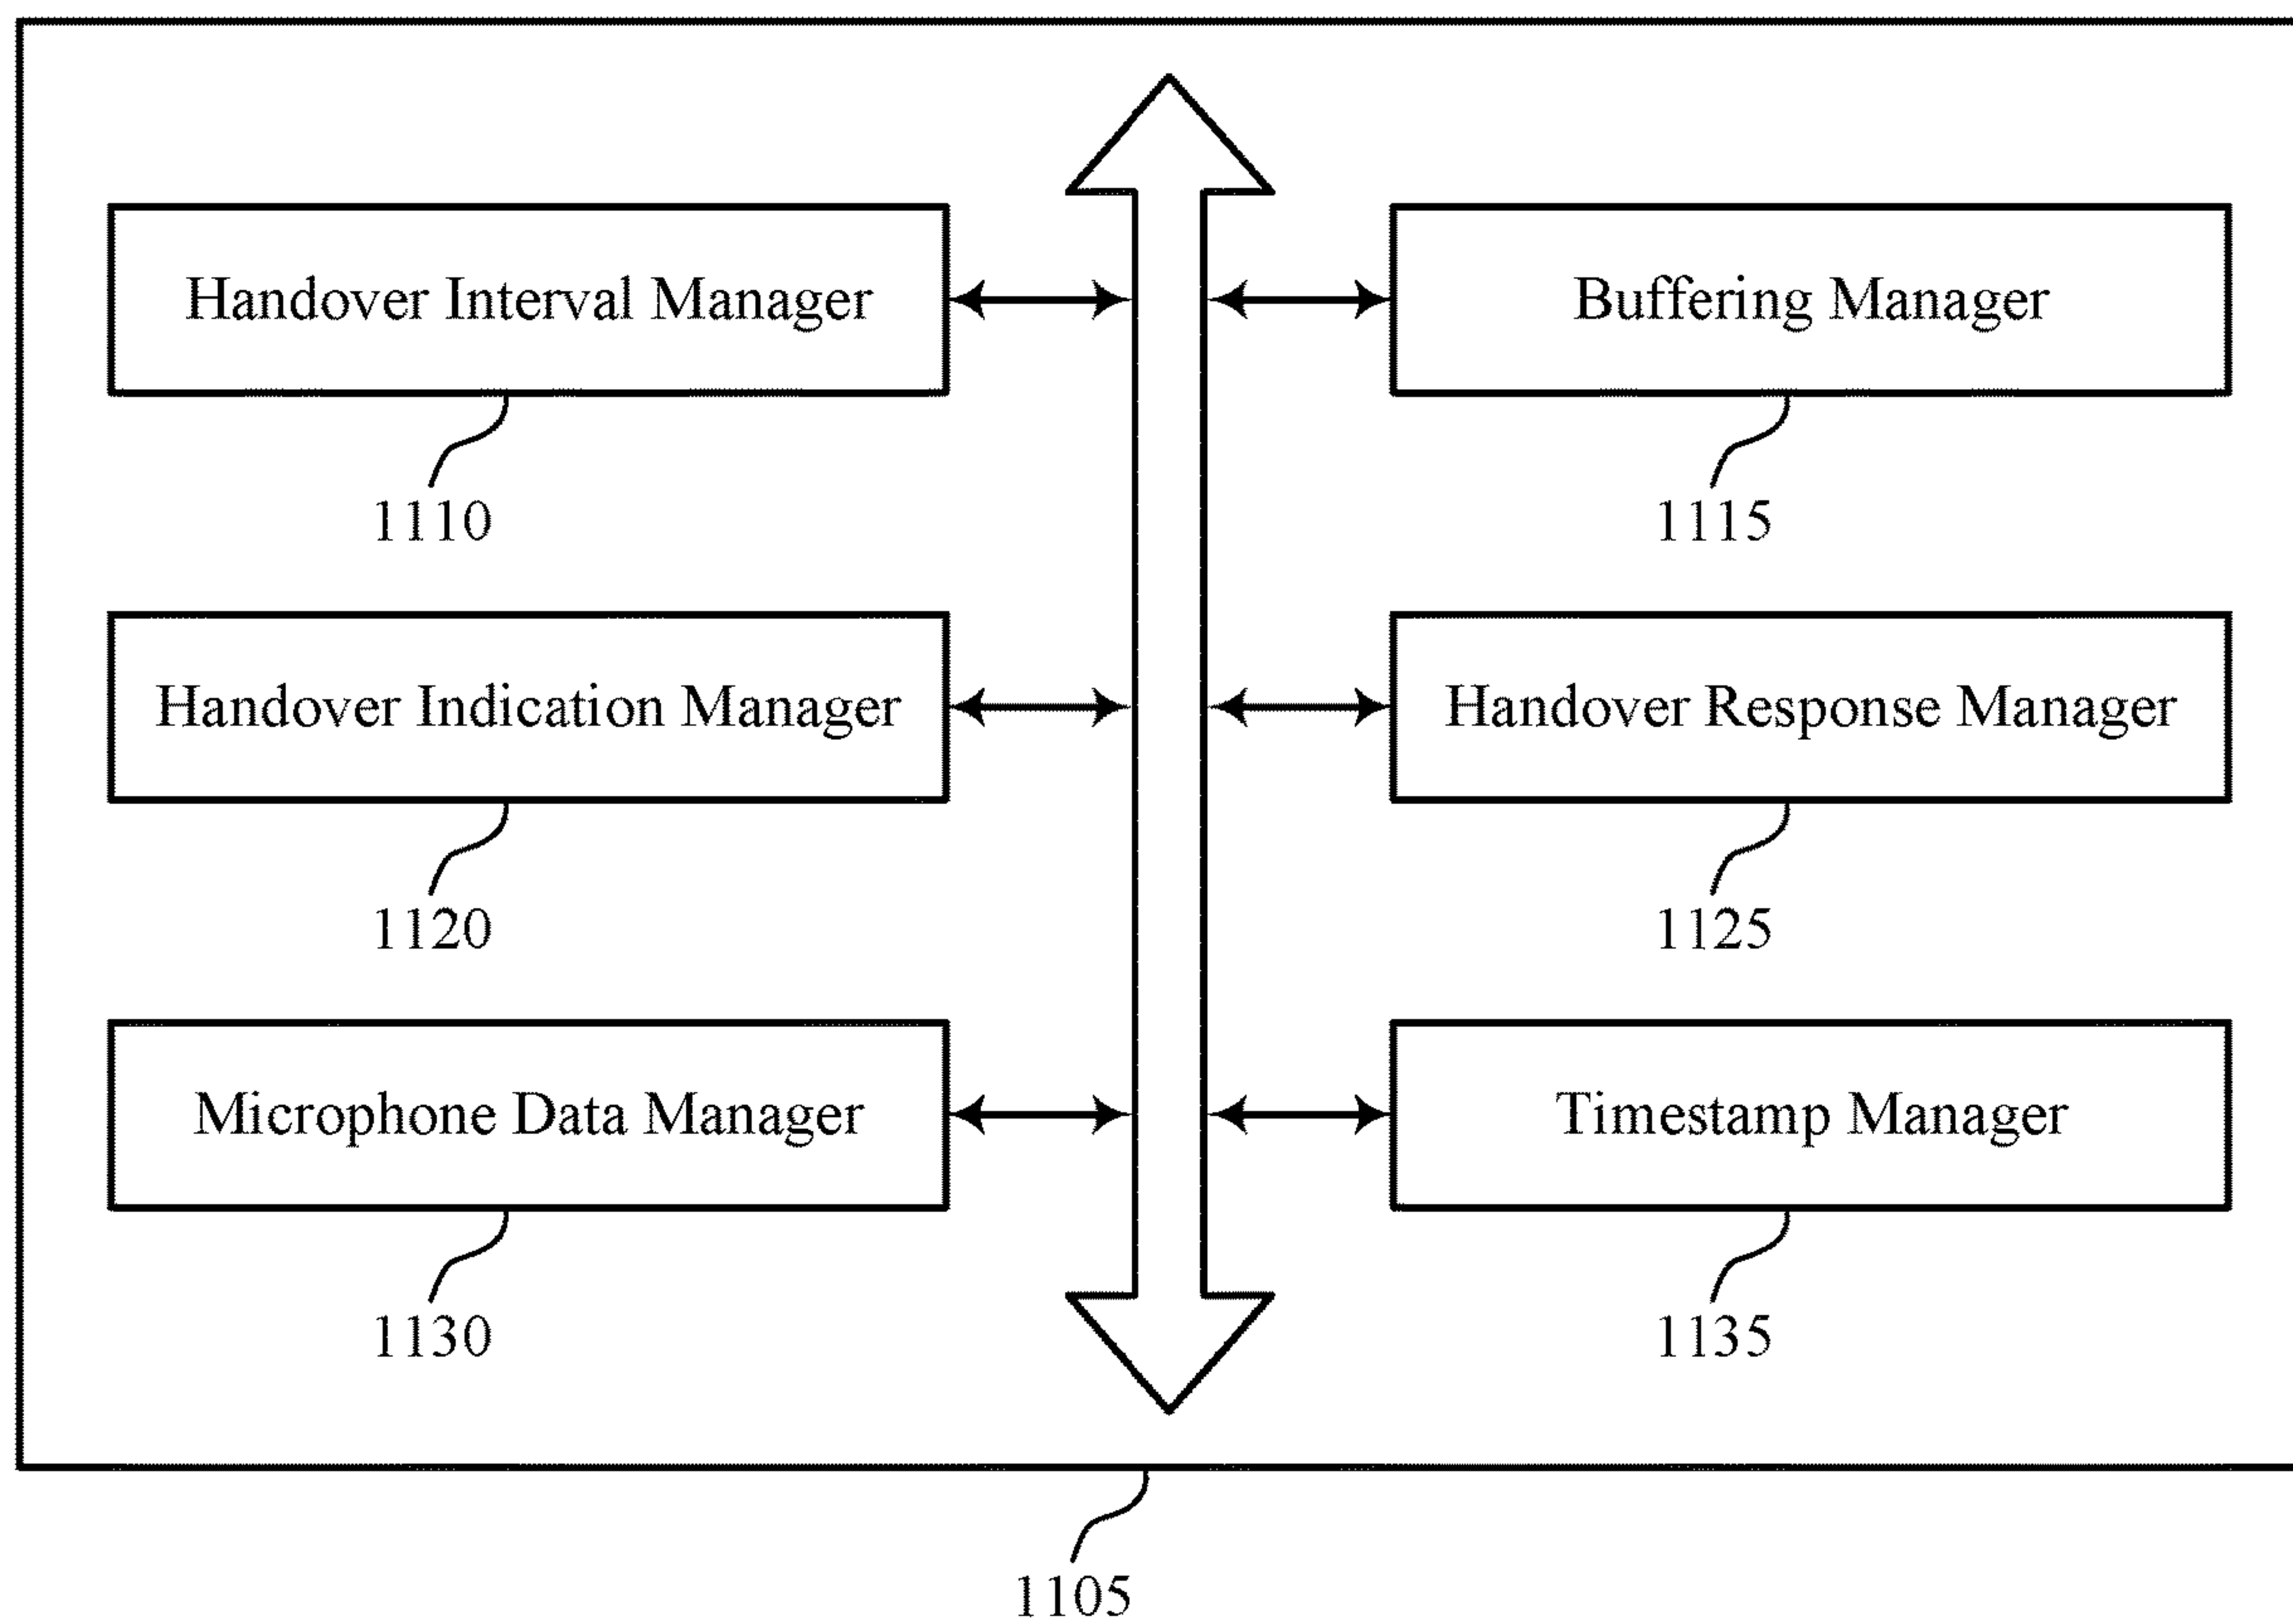 Handover Interval Manager
Buffering Manager
1110
1115
Handover Indication Manager
Handover Response Manager
1120
1125
Microphone Data Manager
Timestamp Manager
1130
1135
1105